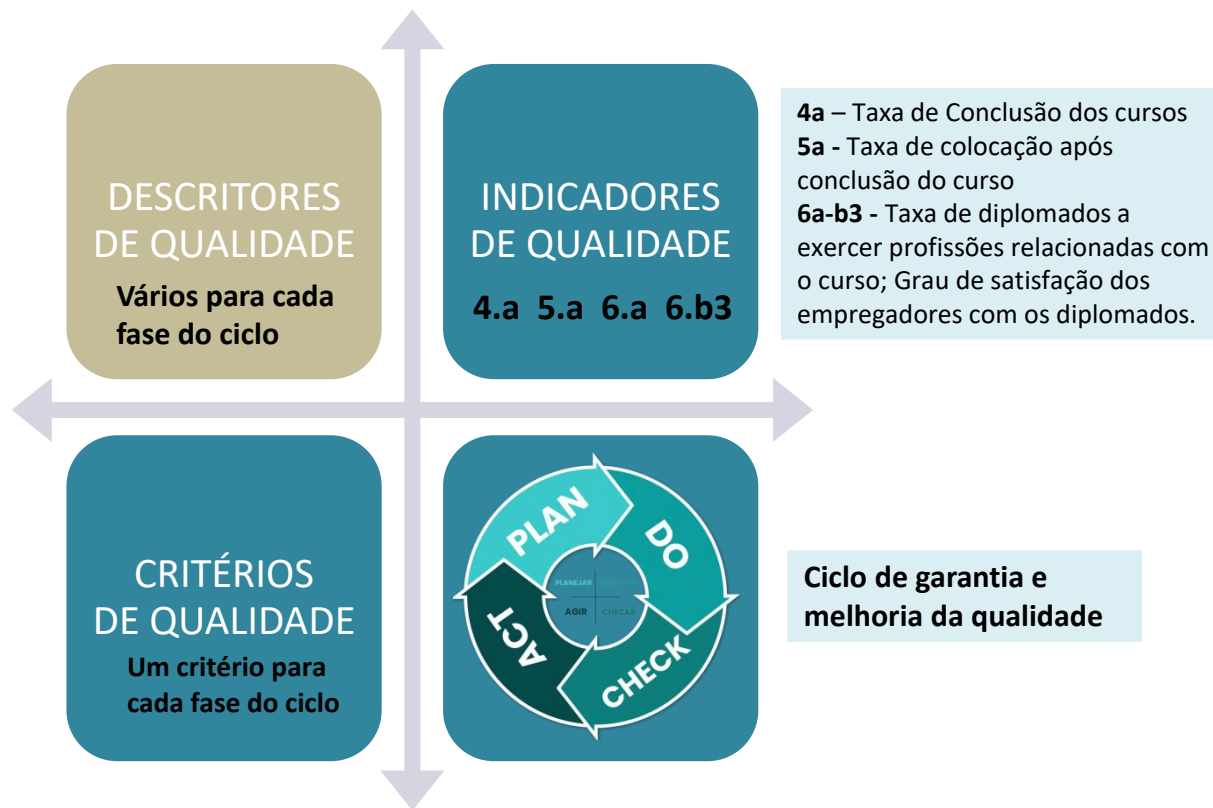 DESCRITORES
DE QUALIDADE
Vários para cada
fase do ciclo
INDICADORES
DE QUALIDADE
4.a 5.a 6.a 6.b3
4a – Taxa de Conclusão dos cursos
5a - Taxa de colocação após
conclusão do curso
6a-b3 - Taxa de diplomados a
exercer profissões relacionadas com
o curso; Grau de satisfação dos
empregadores com os diplomados.
CRITÉRIOS
DE QUALIDADE
Um critério para
cada fase do ciclo
PLAN
DO
CHECK
ACT
PLANEJAR
AGIR
CHECAR
Ciclo de garantia e
melhoria da qualidade